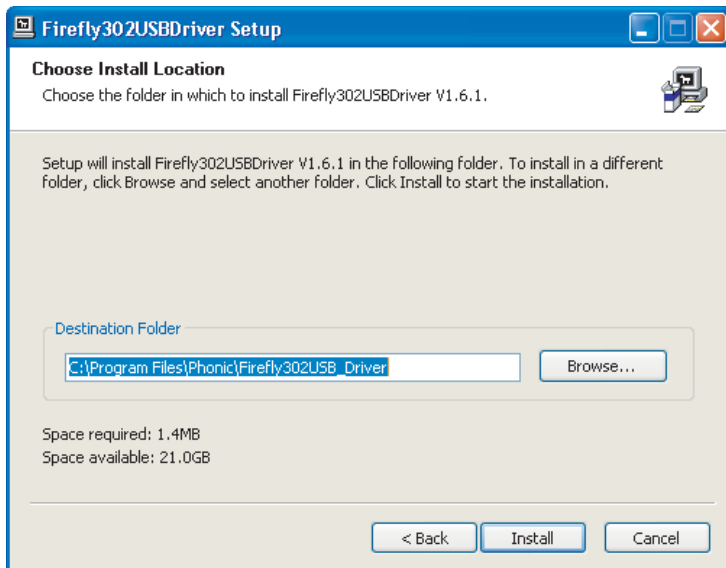 Firefly302USBDriver Setup
Choose Install Location
Choose the folder in which to install Firefly302USBDriver V1.6.1.
Setup will install Firefly302USBDriver V1.6.1 in the following folder. To install in a different
folder, click Browse and select another folder. Click Install to start the installation.
Destination Folder
C:\Program Files\Phonic\Firefly302USB_Driver
Browse...
Space required: 1.4MB
Space available: 21.0GB
< Back
Install
Cancel